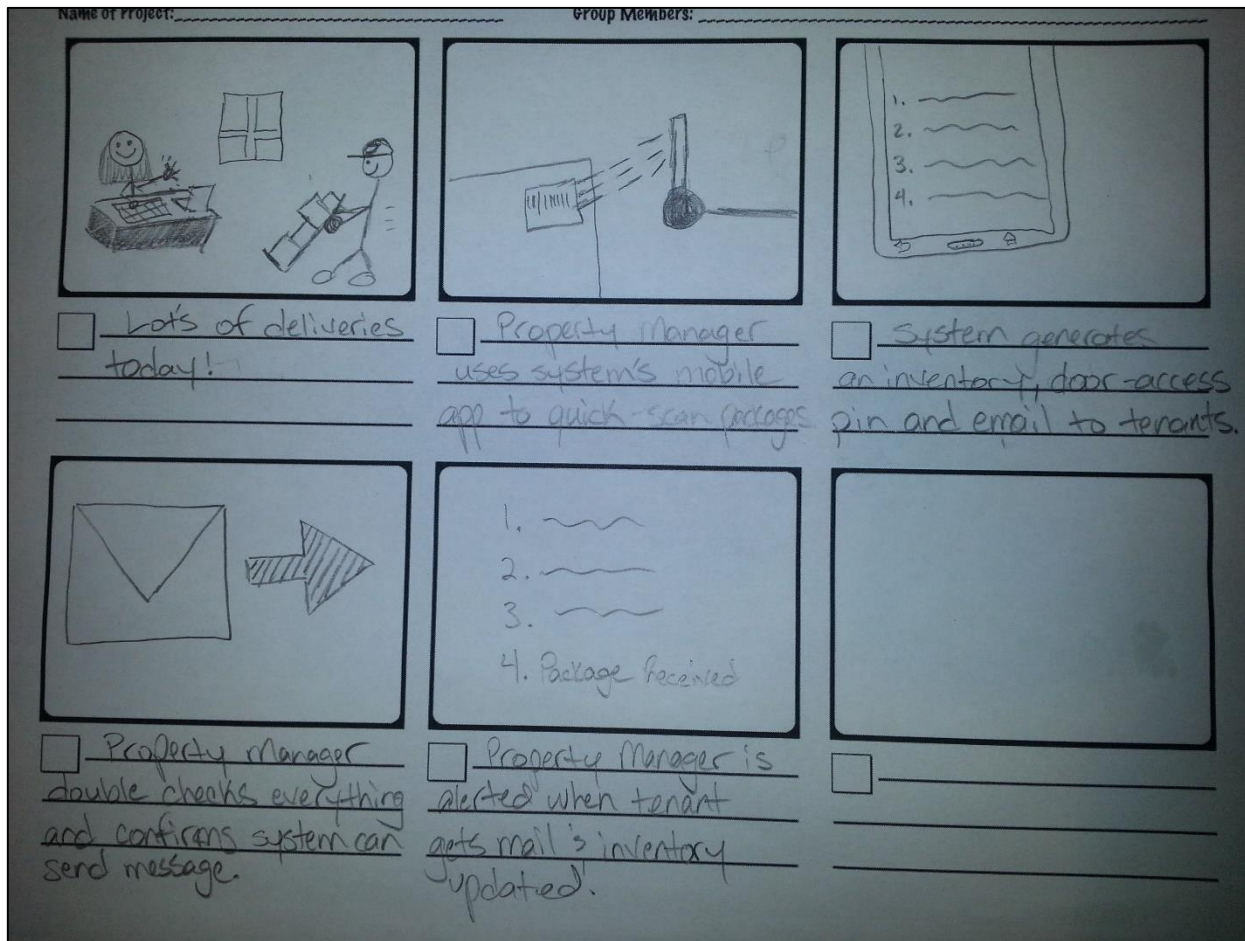 Name of Project:
Group Members:
1.
2.
3.
4.
Lots of deliveries
today!
Property Manager
uses system's mobile
app to quick-scan packages
System generates
an inventory, door-access
pin and email to tenants.
1.
2.
3.
4. Package Received
Property Manager
double checks everything
and confirms system can
send message.
Property Manager is
alerted when tenant
gets mail & inventory
updated.